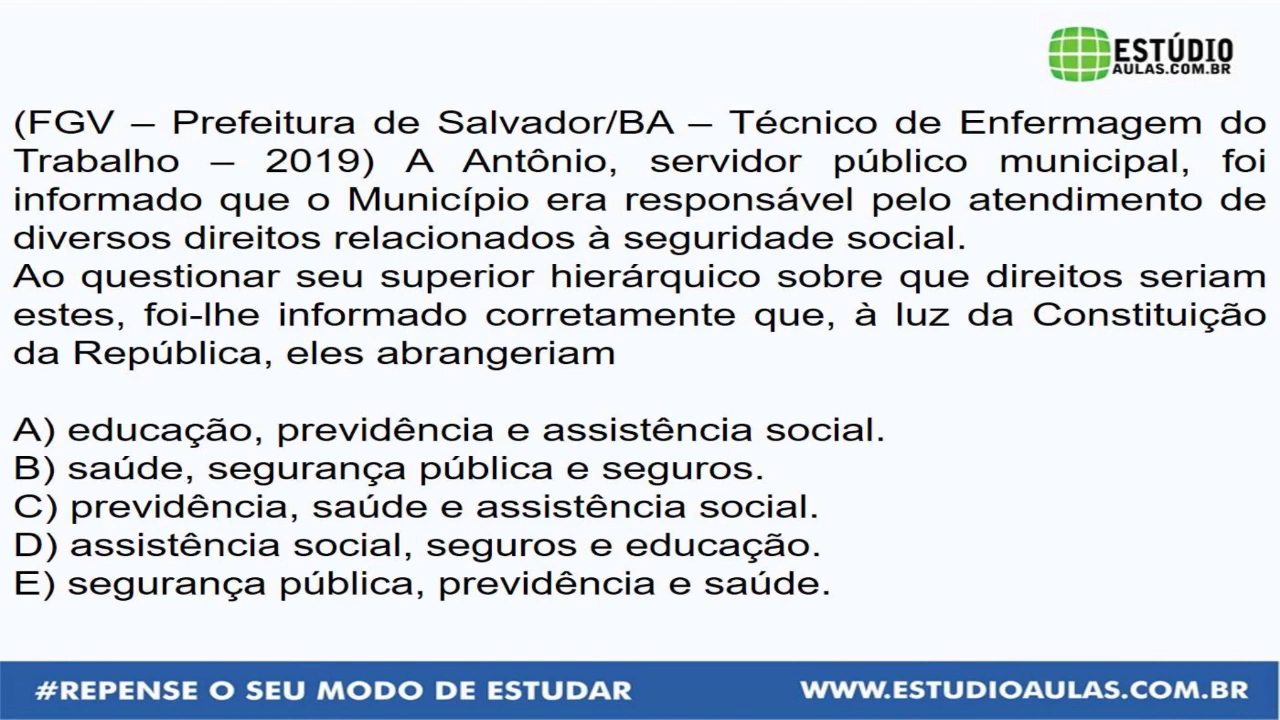 ESTÚDIO
AULAS.COM.BR
(FGV – Prefeitura de Salvador/BA – Técnico de Enfermagem do
Trabalho – 2019) A Antônio, servidor público municipal, foi
informado que o Município era responsável pelo atendimento de
diversos direitos relacionados à seguridade social.
Ao questionar seu superior hierárquico sobre que direitos seriam
estes, foi-lhe informado corretamente que, à luz da Constituição
da República, eles abrangeriam
A) educação, previdência e assistência social.
B) saúde, segurança pública e seguros.
C) previdência, saúde e assistência social.
D) assistência social, seguros e educação.
E) segurança pública, previdência e saúde.
#REPENSE O SEU MODO DE ESTUDAR
WWW.ESTUDIOAULAS.COM.BR